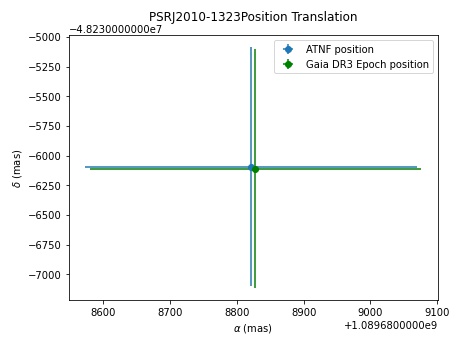 PSRJ2010-1323Position Translation
-4.8230000000e7
ATNF position
Gaia DR3 Epoch position
-5000
-5250
-5500
-5750
-6000
-6250
-6500
-6750
-7000
δ (mas)
8600 8700 8800 8900 9000 9100
α (mas)
+1.0896800000e9